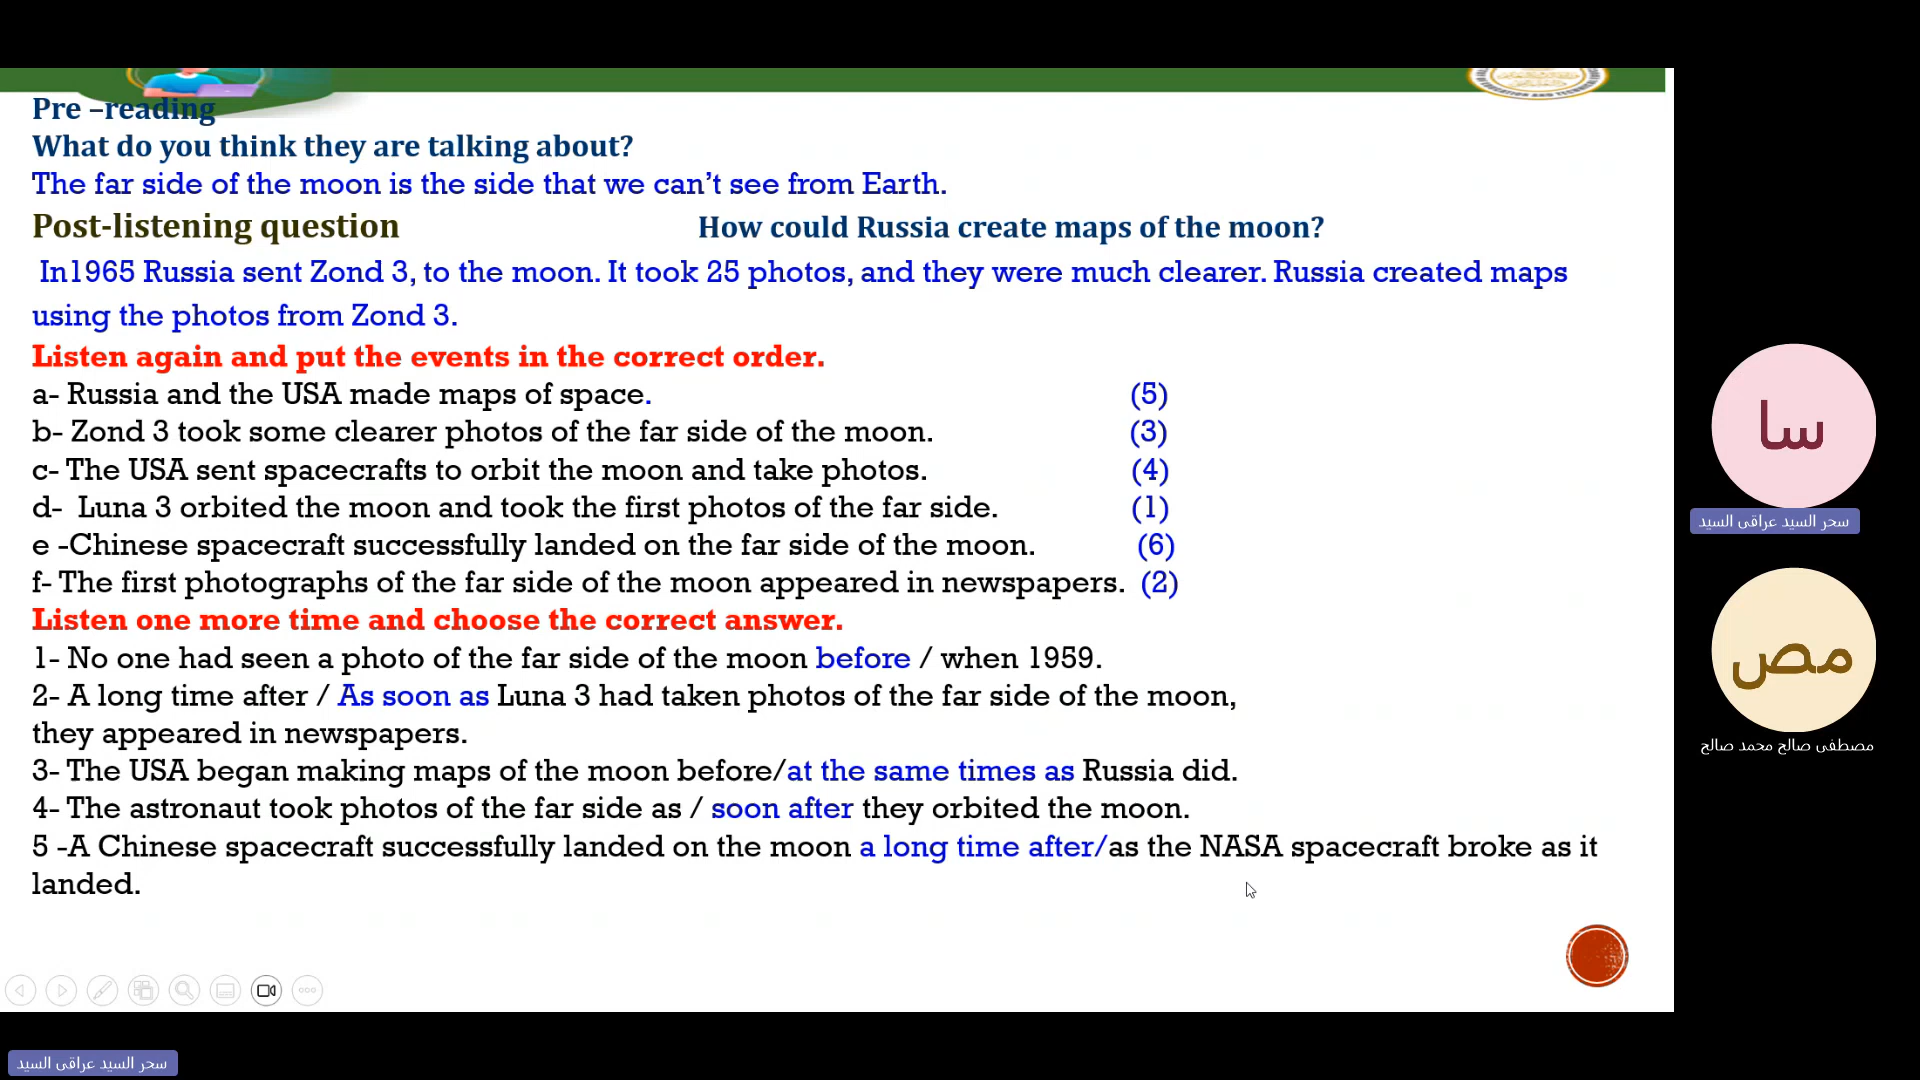 Pre –reading
What do you think they are talking about?
The far side of the moon is the side that we can’t see from Earth.
Post-listening question How could Russia create maps of the moon?
In1965 Russia sent Zond 3, to the moon. It took 25 photos, and they were much clearer. Russia created maps
using the photos from Zond 3.
Listen again and put the events in the correct order.
a- Russia and the USA made maps of space. (5)
b- Zond 3 took some clearer photos of the far side of the moon. (3)
c- The USA sent spacecrafts to orbit the moon and take photos. (4)
d- Luna 3 orbited the moon and took the first photos of the far side. (1)
e -Chinese spacecraft successfully landed on the far side of the moon. (6)
f- The first photographs of the far side of the moon appeared in newspapers. (2)
Listen one more time and choose the correct answer.
1- No one had seen a photo of the far side of the moon before / when 1959.
2- A long time after / As soon as Luna 3 had taken photos of the far side of the moon,
they appeared in newspapers.
3- The USA began making maps of the moon before/at the same times as Russia did.
4- The astronaut took photos of the far side as / soon after they orbited the moon.
5 -A Chinese spacecraft successfully landed on the moon a long time after/as the NASA spacecraft broke as it
landed.
سا
سحر السيد عراقى السيد
مص
مصطفى صالح محمد صالح
سحر السيد عراقى السيد